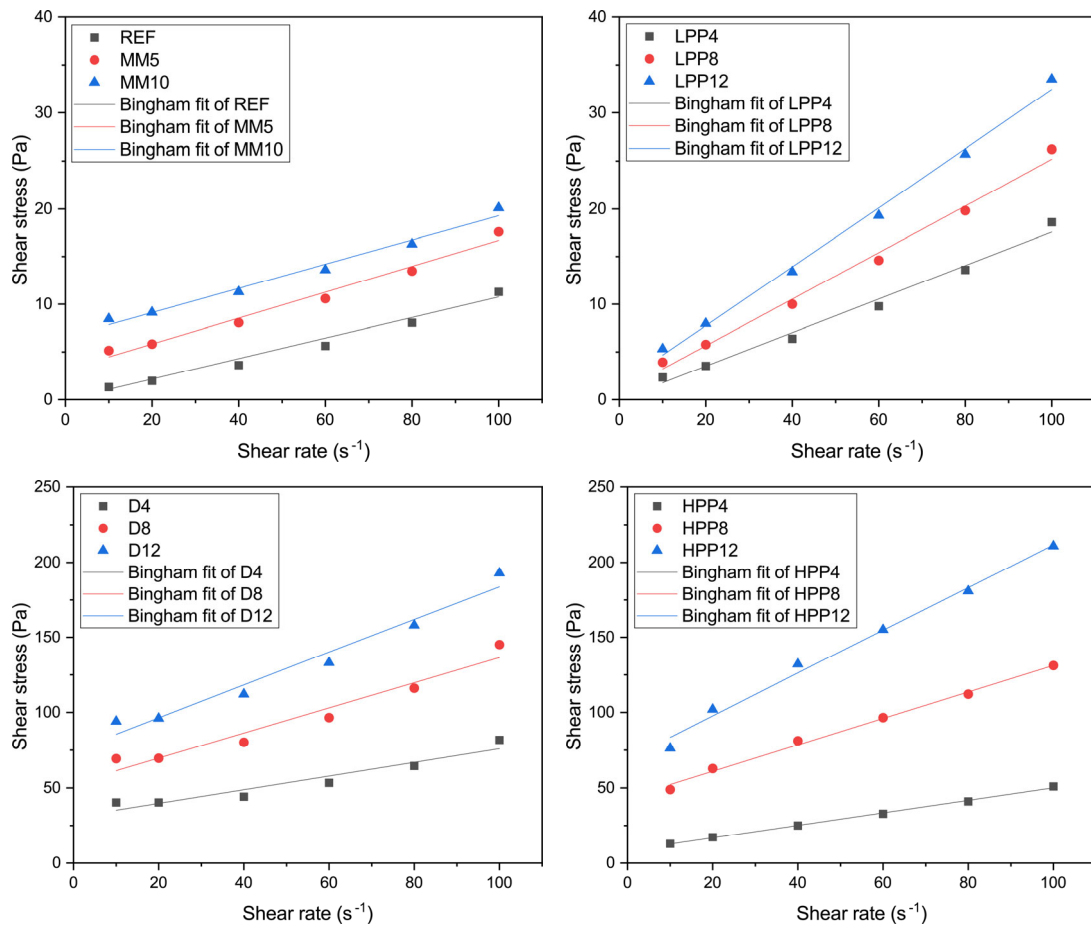 40
30
20
10
0
Shear stress (Pa)
REF
MM5
MM10
Bingham fit of REF
Bingham fit of MM5
Bingham fit of MM10
0 20 40 60 80 100
Shear rate (s⁻¹)
40
30
20
10
0
Shear stress (Pa)
LPP4
LPP8
LPP12
Bingham fit of LPP4
Bingham fit of LPP8
Bingham fit of LPP12
0 20 40 60 80 100
Shear rate (s⁻¹)
250
200
150
100
50
0
Shear stress (Pa)
D4
D8
D12
Bingham fit of D4
Bingham fit of D8
Bingham fit of D12
0 20 40 60 80 100
Shear rate (s⁻¹)
250
200
150
100
50
0
Shear stress (Pa)
HPP4
HPP8
HPP12
Bingham fit of HPP4
Bingham fit of HPP8
Bingham fit of HPP12
0 20 40 60 80 100
Shear rate (s⁻¹)